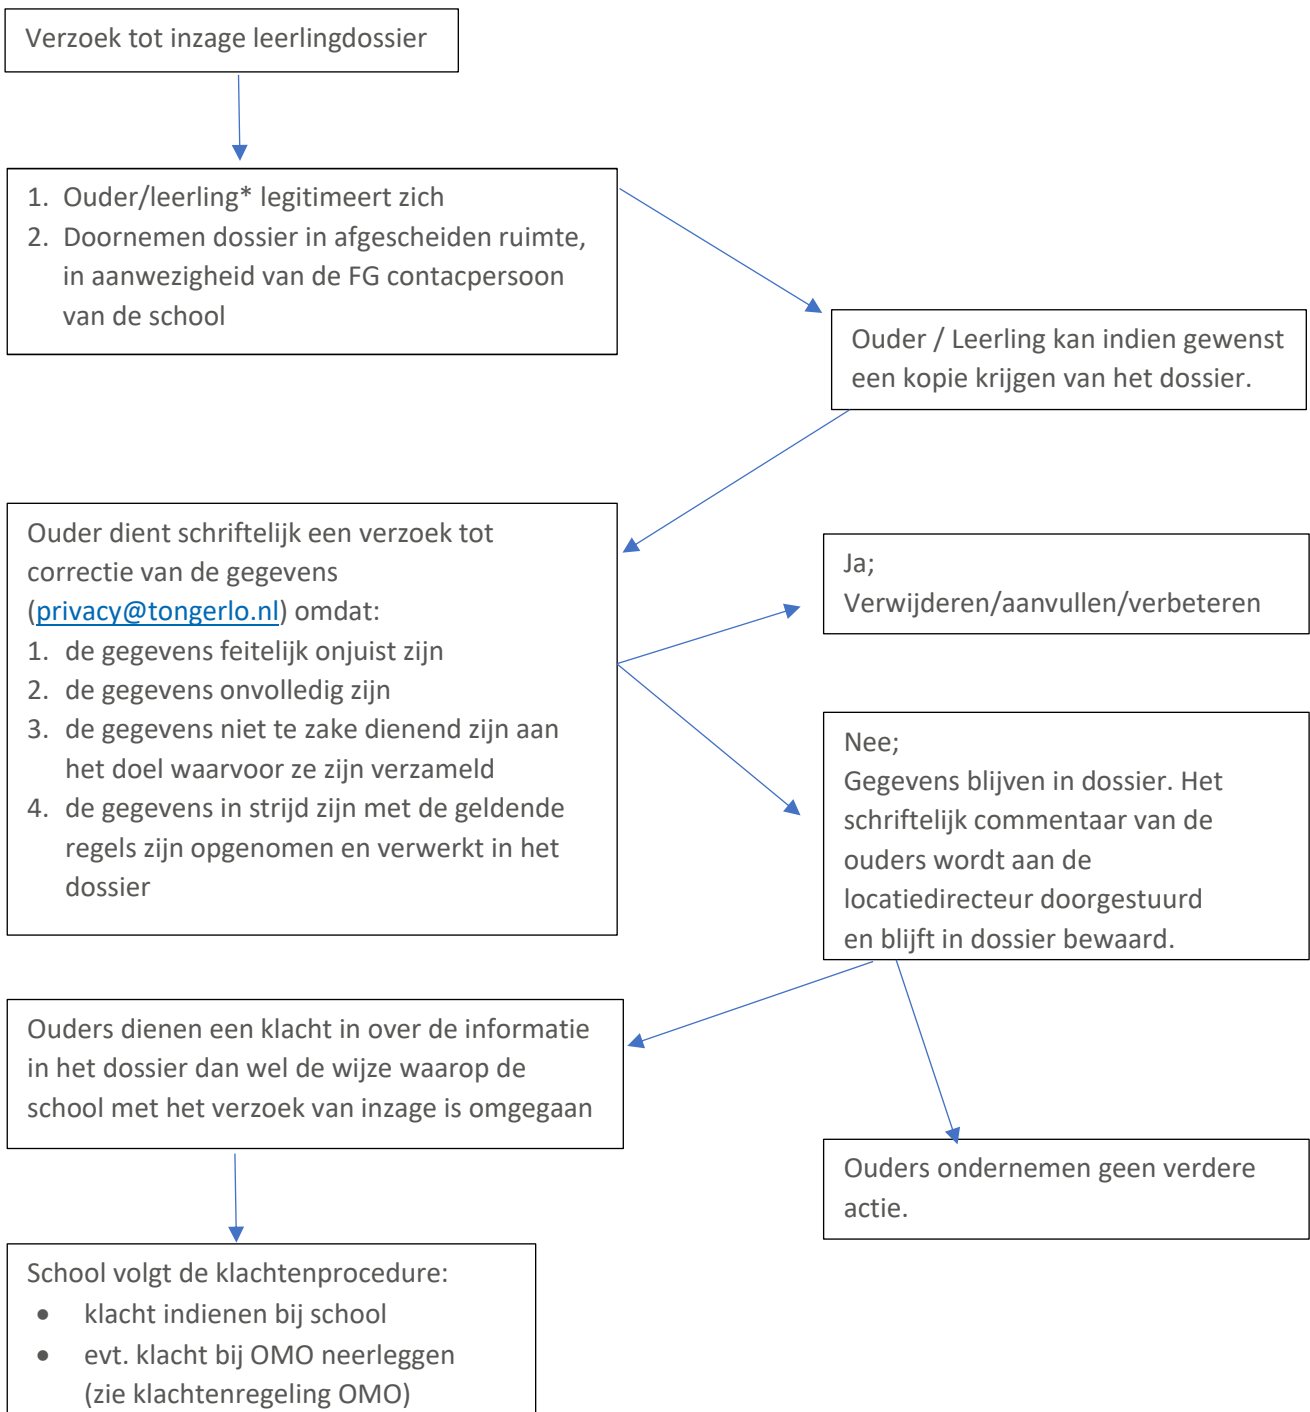 Verzoek tot inzage leerlingdossier
1. Ouder/leerling* legitimeert zich
2. Doornemen dossier in afgescheiden ruimte,
in aanwezigheid van de FG contacpersoon
van de school
Ouder / Leerling kan indien gewenst
een kopie krijgen van het dossier.
Ouder dient schriftelijk een verzoek tot
correctie van de gegevens
(privacy@tongerlo.nl) omdat:
1. de gegevens feitelijk onjuist zijn
2. de gegevens onvolledig zijn
3. de gegevens niet te zake dienend zijn aan
het doel waarvoor ze zijn verzameld
4. de gegevens in strijd zijn met de geldende
regels zijn opgenomen en verwerkt in het
dossier
Ja;
Verwijderen/aanvullen/verbeteren
Nee;
Gegevens blijven in dossier. Het
schriftelijk commentaar van de
ouders wordt aan de
locatiedirecteur doorgestuurd
en blijft in dossier bewaard.
Ouders dienen een klacht in over de informatie
in het dossier dan wel de wijze waarop de
school met het verzoek van inzage is omgegaan
Ouders ondernemen geen verdere
actie.
School volgt de klachtenprocedure:
• klacht indienen bij school
• evt. klacht bij OMO neerleggen
(zie klachtenregeling OMO)